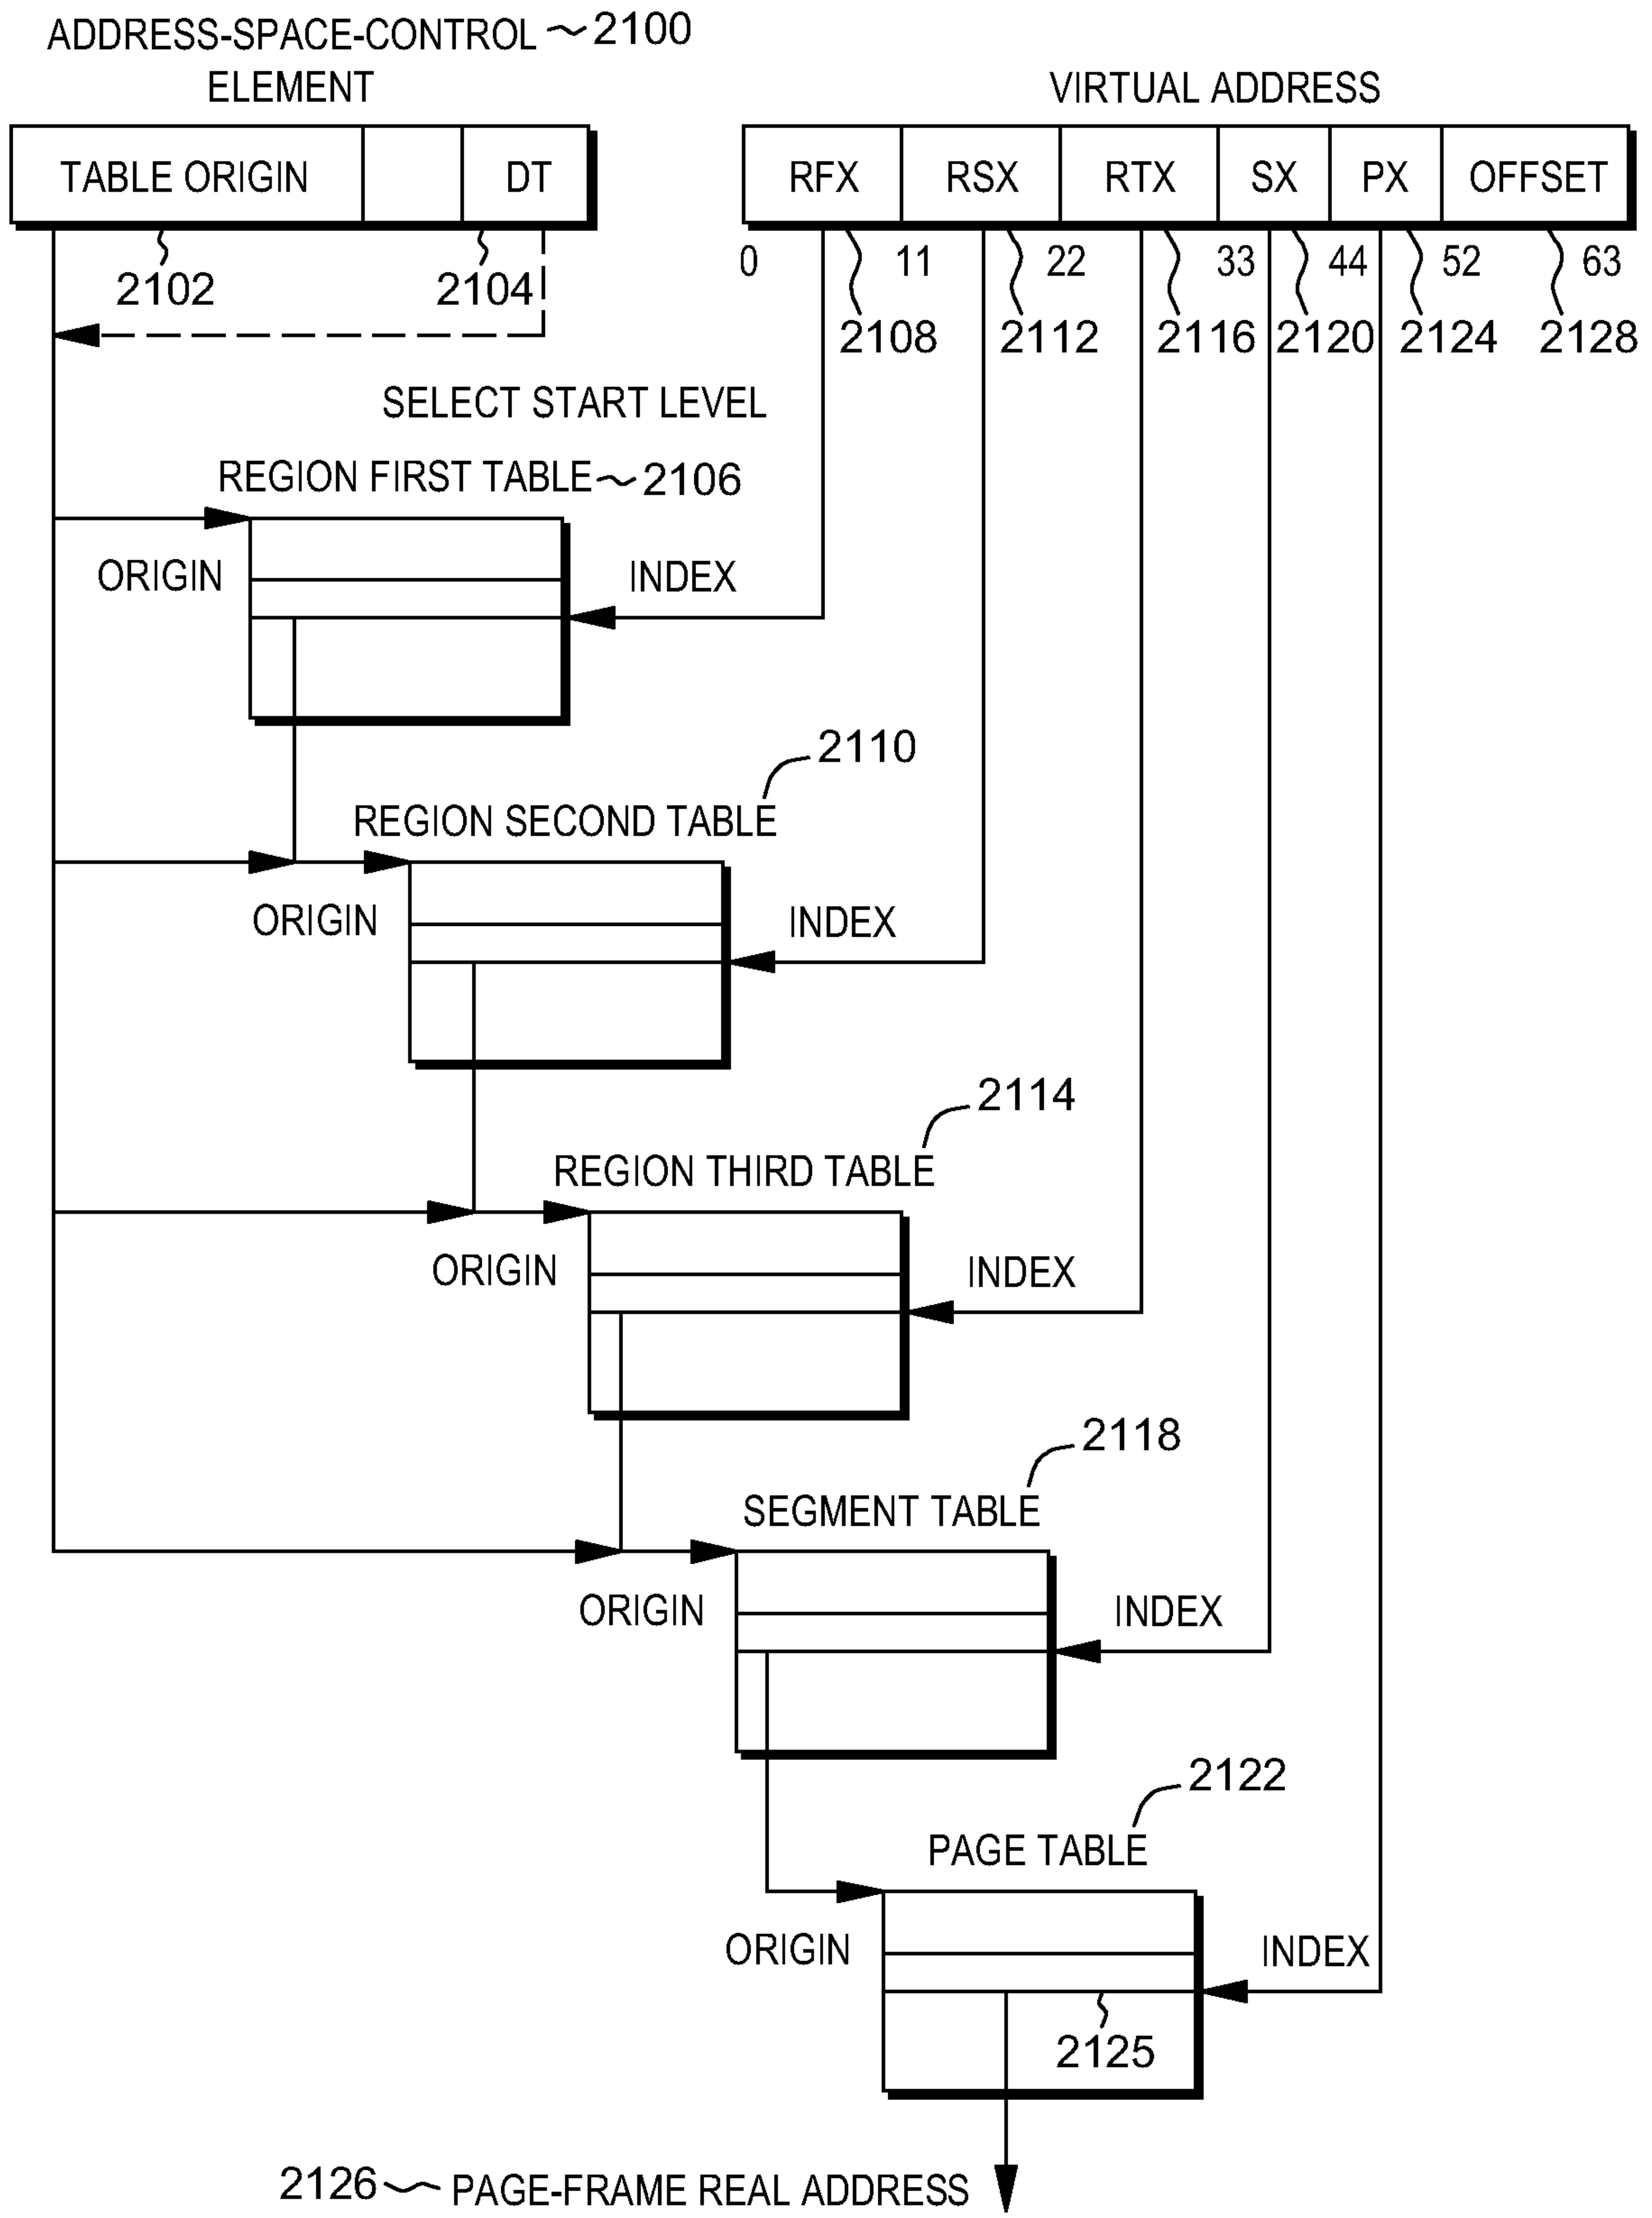 ADDRESS-SPACE-CONTROL 2100
ELEMENT
VIRTUAL ADDRESS
TABLE ORIGIN DT
RFX RSX RTX SX PX OFFSET
0 11 22 33 44 52 63
2102 2104
2108 2112 2116 2120 2124 2128
SELECT START LEVEL
REGION FIRST TABLE 2106
ORIGIN INDEX
2110
REGION SECOND TABLE
ORIGIN INDEX
2114
REGION THIRD TABLE
ORIGIN INDEX
2118
SEGMENT TABLE
ORIGIN INDEX
2122
PAGE TABLE
ORIGIN INDEX
2125
2126 PAGE-FRAME REAL ADDRESS